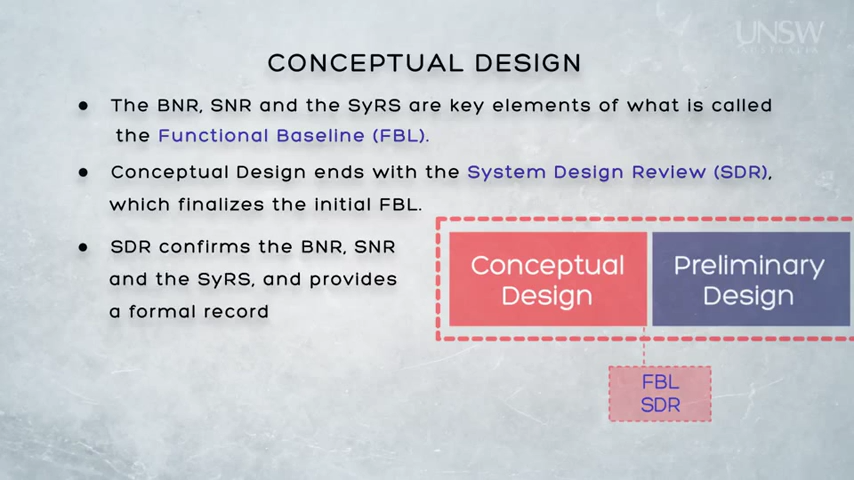 UNSW
AUSTRALIA
CONCEPTUAL DESIGN
● The BNR, SNR and the SyRS are key elements of what is called
the Functional Baseline (FBL).
● Conceptual Design ends with the System Design Review (SDR),
which finalizes the initial FBL.
● SDR confirms the BNR, SNR
and the SyRS, and provides
a formal record
Conceptual
Design
Preliminary
Design
FBL
SDR